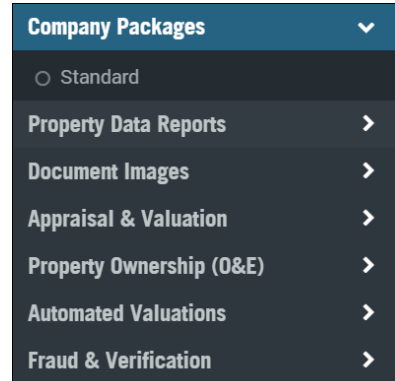 Company Packages
Standard
Property Data Reports
Document Images
Appraisal & Valuation
Property Ownership (O&E)
Automated Valuations
Fraud & Verification